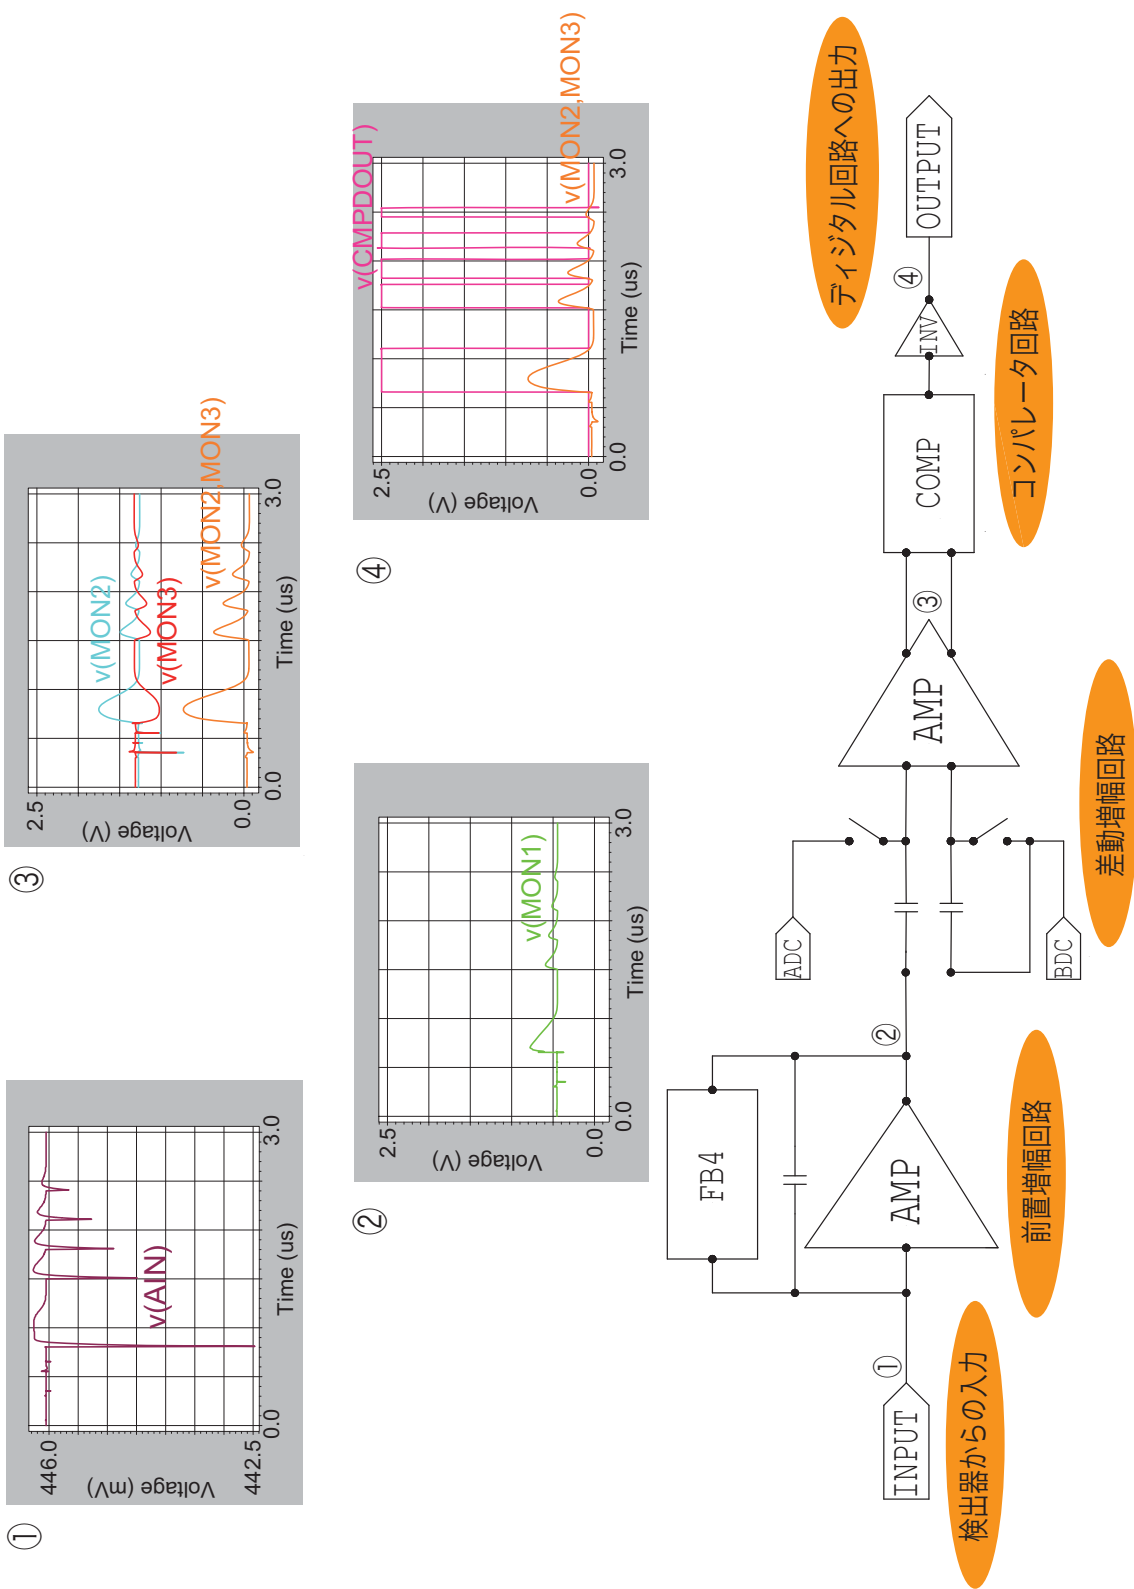 ①
Voltage (mV)
446.0
442.5
v(AIN)
0.0
3.0
Time (us)
③
Voltage (V)
2.5
0.0
v(MON2)
v(MON3)
v(MON2,MON3)
0.0
3.0
Time (us)
②
Voltage (V)
2.5
0.0
v(MON1)
0.0
3.0
Time (us)
④
Voltage (V)
2.5
0.0
v(CMPDOUT)
v(MON2,MON3)
0.0
3.0
Time (us)
FB4
INPUT
①
AMP
②
ADC
BDC
AMP
③
COMP
INV
④
OUTPUT
検出器からの入力
前置増幅回路
差動増幅回路
コンパレータ回路
ディジタル回路への出力